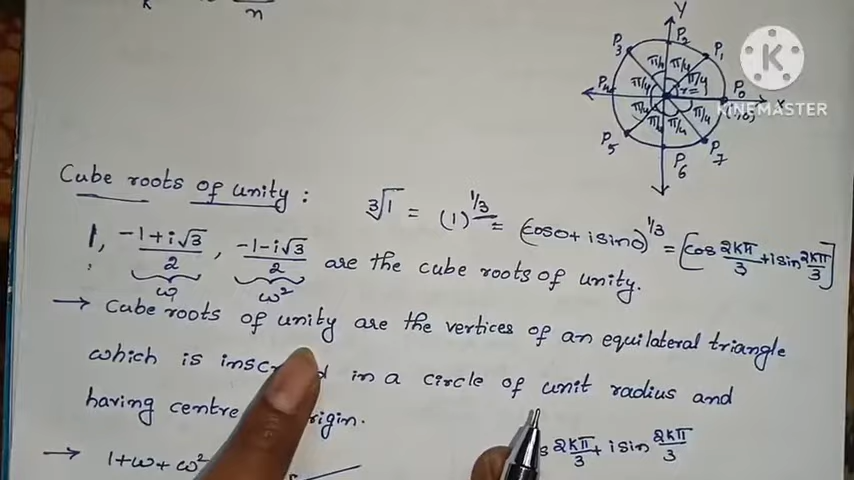 n
P3 P2 P1
π/4 π/4
P4 π/4 π/4 r=1 P0
π/4 π/4 (1,0) x
P5 π/4 π/4 P7
P6
Y
KINEMASTER
Cube roots of unity : ∛1 = (1)^1/3 = (cos0+isin0)^1/3 = [cos 2kπ/3 + isin 2kπ/3]
1, -1+i√3/2, -1-i√3/2 are the cube roots of unity.
ω ω²
→ Cube roots of unity are the vertices of an equilateral triangle
which is in a circle of unit radius and
having centre origin.
2kπ/3 + isin 2kπ/3
→ 1+ω+ω²